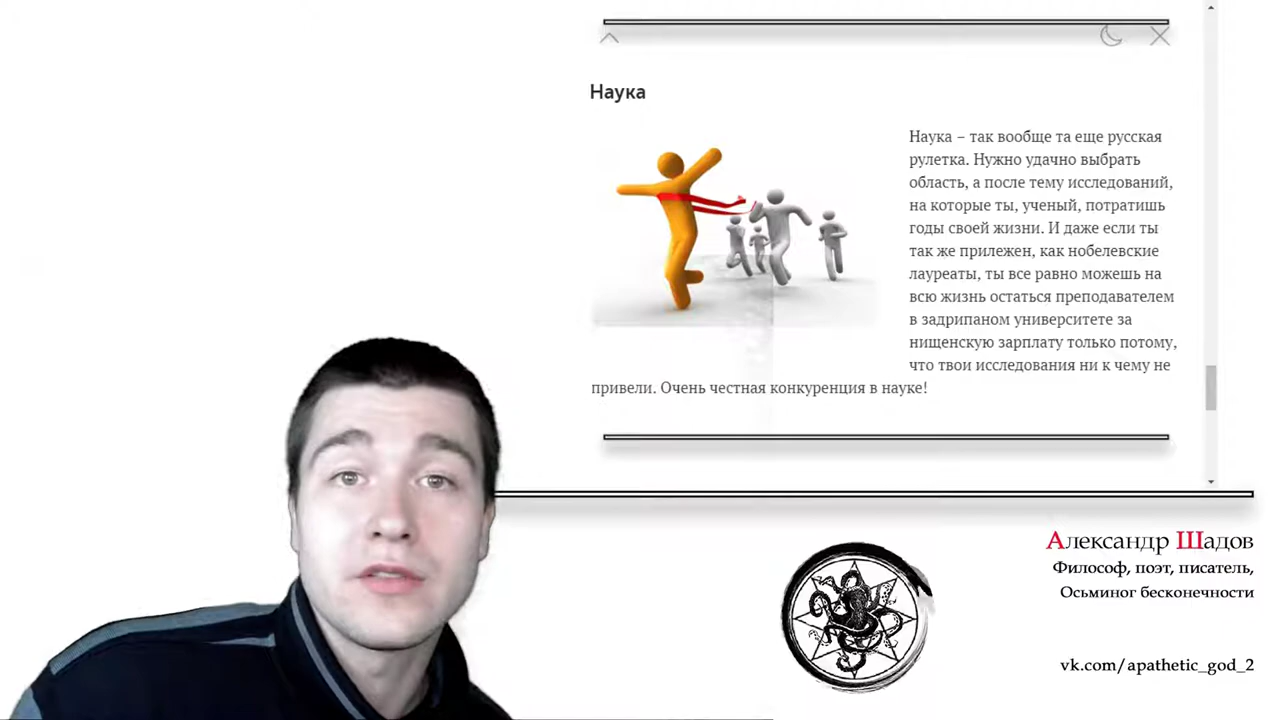 Наука
Наука – так вообще та еще русская
рулетка. Нужно удачно выбрать
область, а после тему исследований,
на которые ты, ученый, потратишь
годы своей жизни. И даже если ты
так же прилежен, как нобелевские
лауреаты, ты все равно можешь на
всю жизнь остаться преподавателем
в задрипаном университете за
нищенскую зарплату только потому,
что твои исследования ни к чему не
привели. Очень честная конкуренция в науке!
Александр Шадов
Философ, поэт, писатель,
Осьминог бесконечности
vk.com/apathetic_god_2